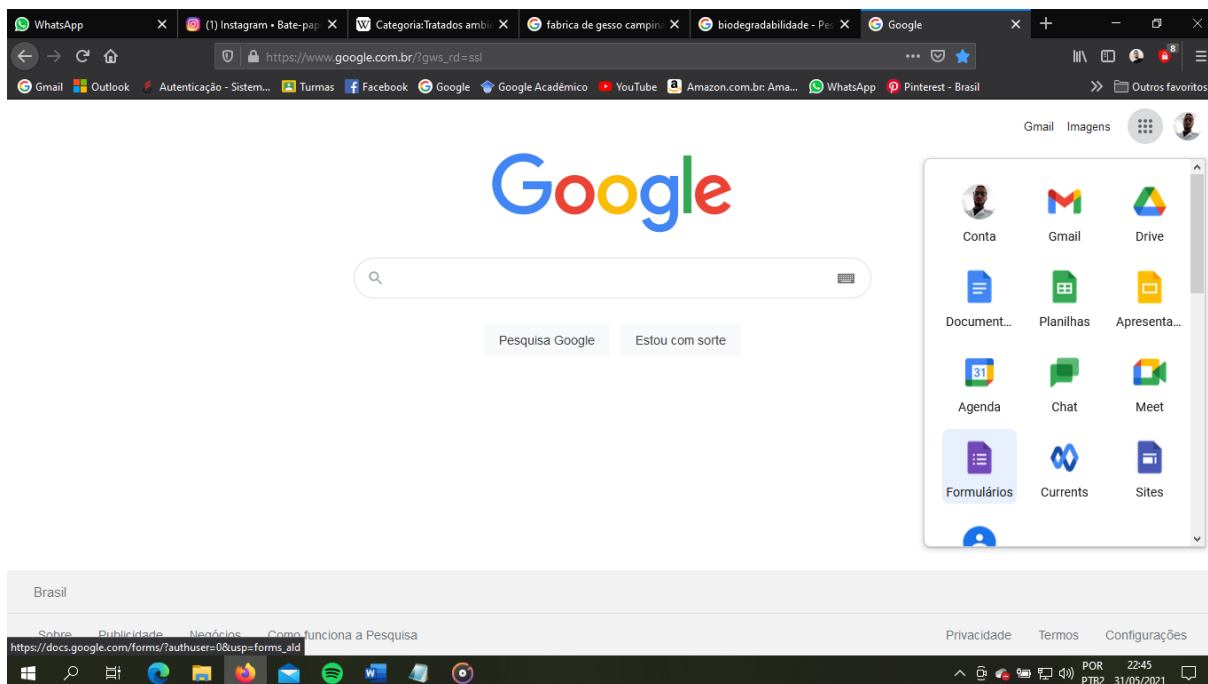 WhatsApp
(1) Instagram • Bate-pap
Categoria:Tratados ambie
fabrica de gesso campina
biodegradabilidade - Pes
Google
https://www.google.com.br/?gws_rd=ssl
8
Gmail
Outlook
Autenticação - Sistem...
Turmas
Facebook
Google
Google Acadêmico
YouTube
Amazon.com.br: Ama...
WhatsApp
Pinterest - Brasil
Outros favoritos
Gmail Imagens
Google
Conta Gmail Drive
Document... Planilhas Apresenta...
31
Agenda Chat Meet
Formulários Currents Sites
Pesquisa Google Estou com sorte
Brasil
Sobre Publicidade Negócios Como funciona a Pesquisa
Privacidade Termos Configurações
https://docs.google.com/forms/?authuser=0&usp=forms_ald
POR 22:45
PTB2 31/05/2021